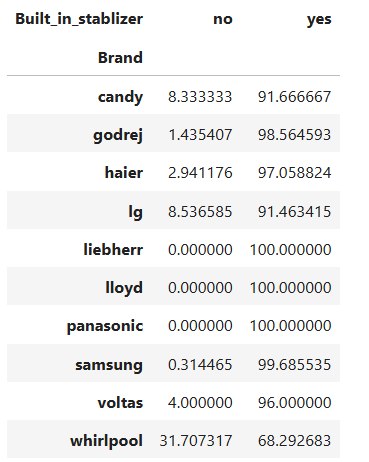 Built_in_stablizer no yes
Brand
candy 8.333333 91.666667
godrej 1.435407 98.564593
haier 2.941176 97.058824
lg 8.536585 91.463415
liebherr 0.000000 100.000000
lloyd 0.000000 100.000000
panasonic 0.000000 100.000000
samsung 0.314465 99.685535
voltas 4.000000 96.000000
whirlpool 31.707317 68.292683